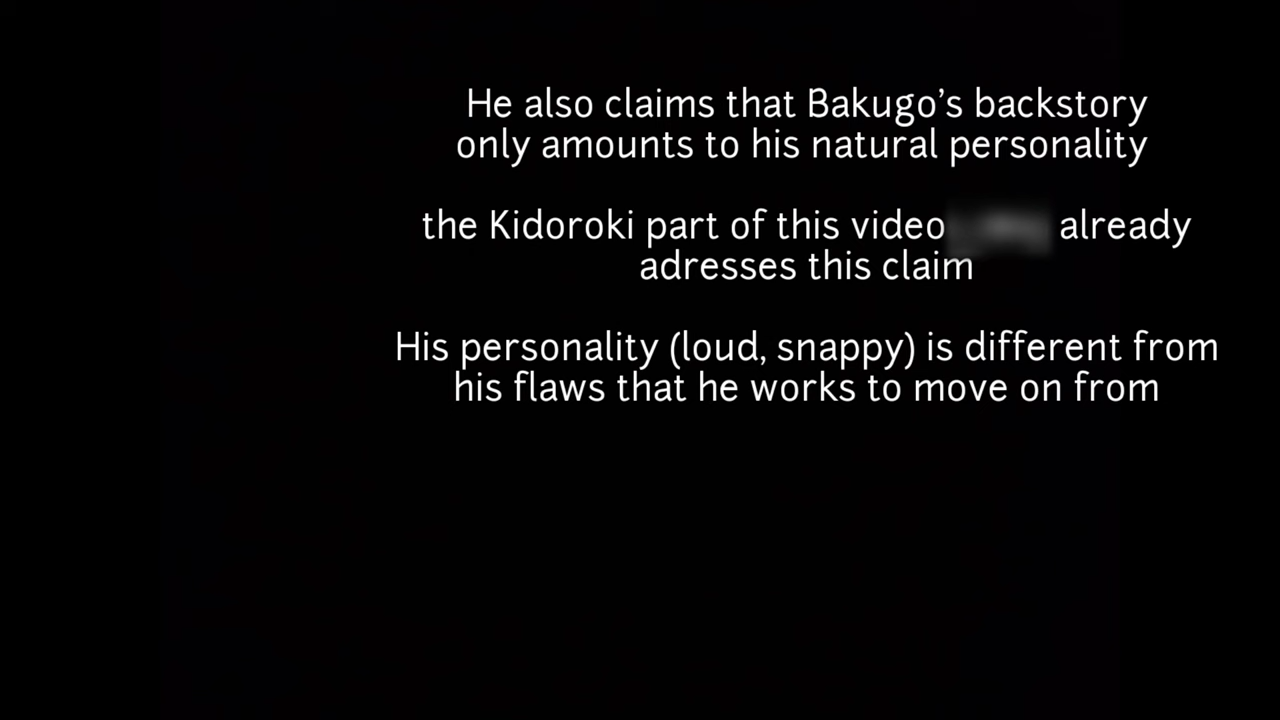 He also claims that Bakugo’s backstory
only amounts to his natural personality
the Kidoroki part of this video already
adresses this claim
His personality (loud, snappy) is different from
his flaws that he works to move on from